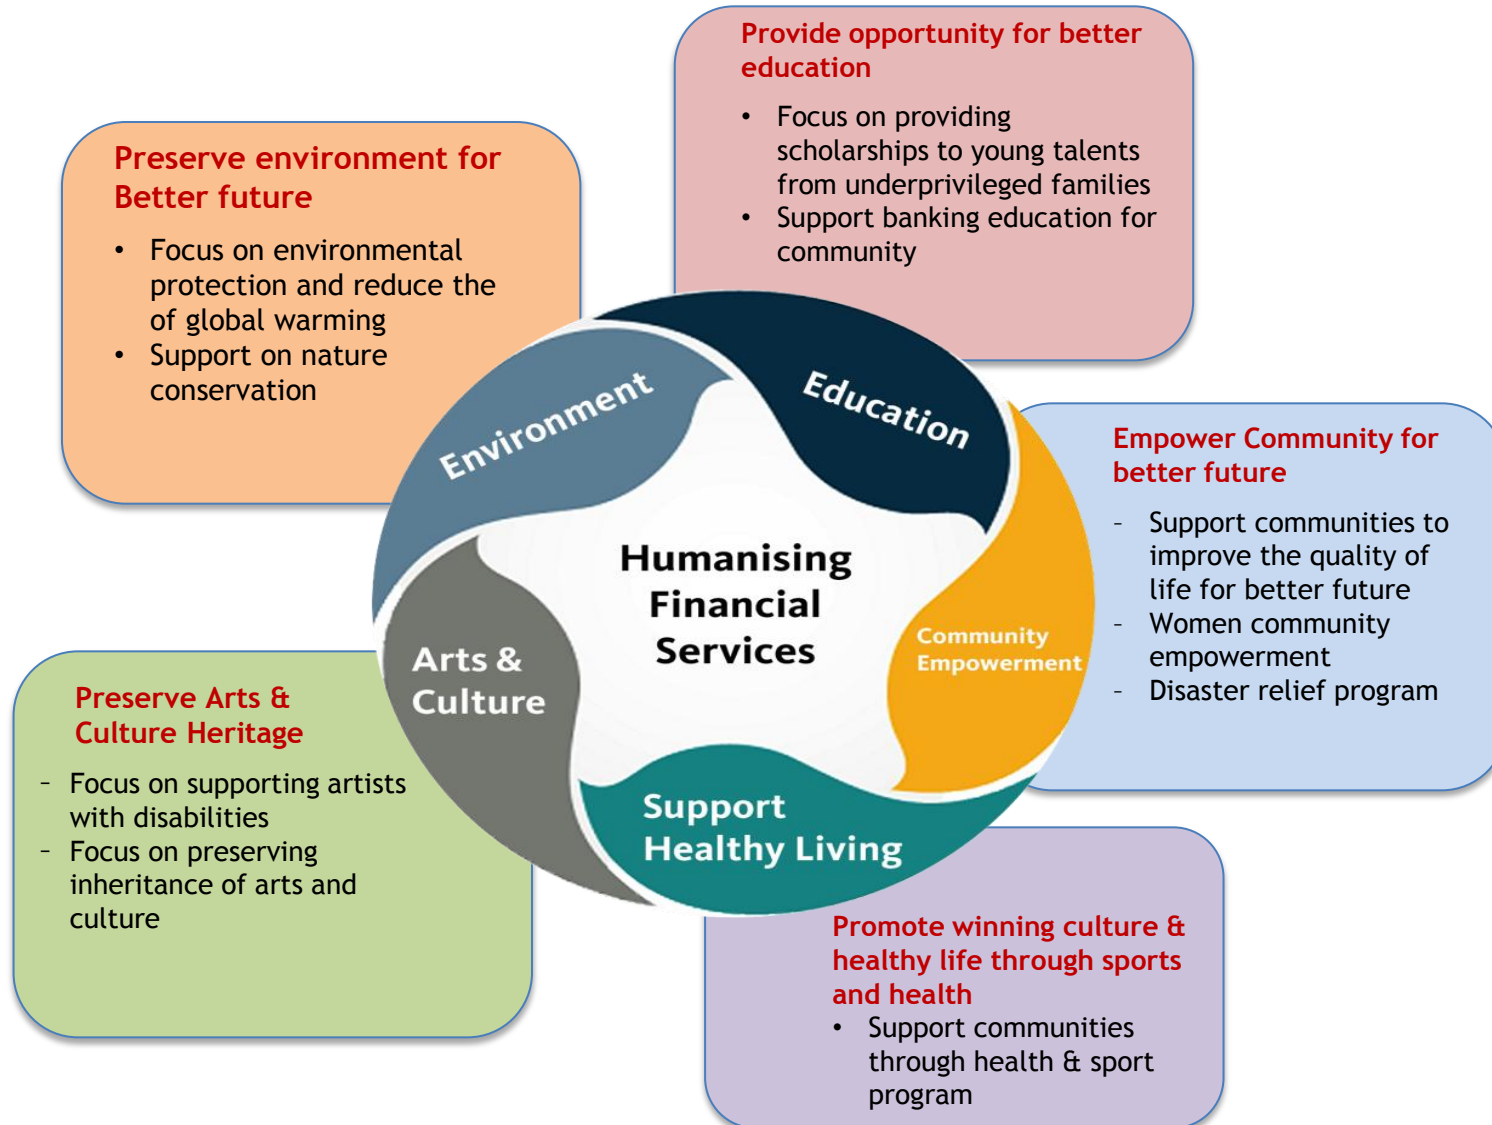 Provide opportunity for better
education
• Focus on providing
scholarships to young talents
from underprivileged families
• Support banking education for
community
Preserve environment for
Better future
• Focus on environmental
protection and reduce the
of global warming
• Support on nature
conservation
Environment
Education
Empower Community for
better future
- Support communities to
improve the quality of
life for better future
- Women community
empowerment
- Disaster relief program
Humanising
Financial
Services
Community
Empowerment
Arts &
Culture
Preserve Arts &
Culture Heritage
- Focus on supporting artists
with disabilities
- Focus on preserving
inheritance of arts and
culture
Support
Healthy Living
Promote winning culture &
healthy life through sports
and health
• Support communities
through health & sport
program